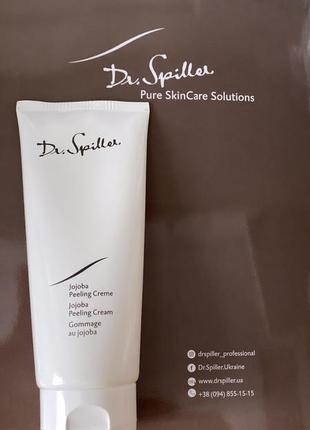 Dr. Spiller
Pure SkinCare Solutions
Dr. Spiller
Jojoba
Peeling Creme
Jojoba
Peeling Cream
Gommage
au jojoba
drspiller_professional
Dr.Spiller.Ukraine
www.drspiller.ua
+38 (094) 855-15-15